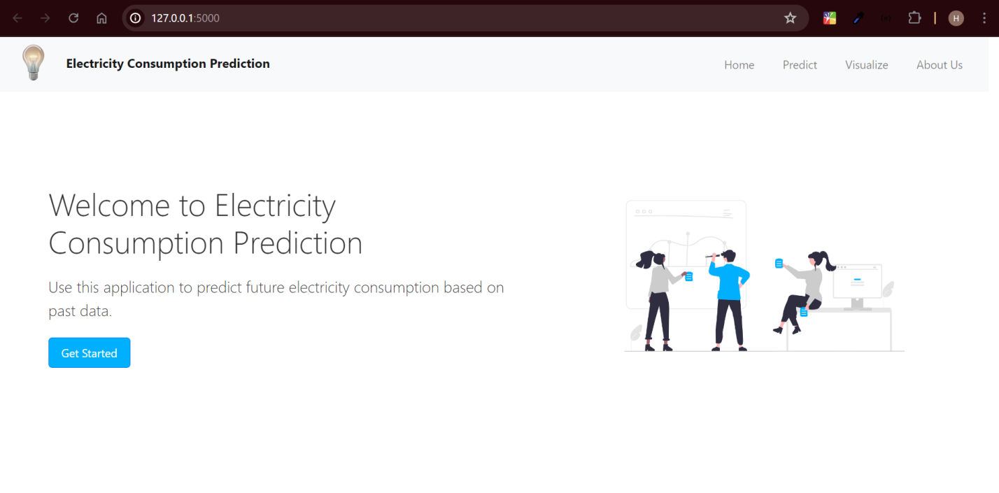 127.0.0.1:5000
H
Electricity Consumption Prediction
Home Predict Visualize About Us
Welcome to Electricity
Consumption Prediction
Use this application to predict future electricity consumption based on
past data.
Get Started